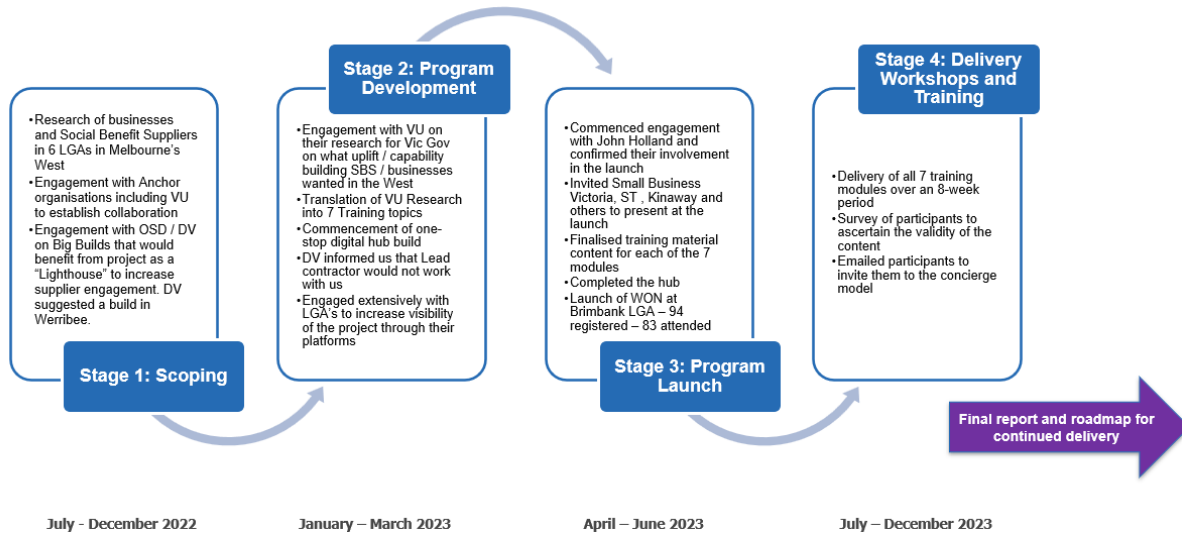 •Research of businesses
and Social Benefit Suppliers
in 6 LGAs in Melbourne's
West
•Engagement with Anchor
organisations including VU
to establish collaboration
•Engagement with OSD / DV
on Big Builds that would
benefit from project as a
“Lighthouse” to increase
supplier engagement. DV
suggested a build in
Werribee.
Stage 1: Scoping
Stage 2: Program
Development
•Engagement with VU on
their research for Vic Gov
on what uplift / capability
building SBS / businesses
wanted in the West
•Translation of VU Research
into 7 Training topics
•Commencement of one-
stop digital hub build
•DV informed us that Lead
contractor would not work
with us
•Engaged extensively with
LGA's to increase visibility
of the project through their
platforms
•Commenced engagement
with John Holland and
confirmed their involvement
in the launch
•Invited Small Business
Victoria, ST , Kinaway and
others to present at the
launch
•Finalised training material
content for each of the 7
modules
•Completed the hub
•Launch of WON at
Brimbank LGA – 94
registered – 83 attended
Stage 3: Program
Launch
Stage 4: Delivery
Workshops and
Training
•Delivery of all 7 training
modules over an 8-week
period
•Survey of participants to
ascertain the validity of the
content
•Emailed participants to
invite them to the concierge
model
Final report and roadmap for
continued delivery
July - December 2022
January – March 2023
April – June 2023
July – December 2023